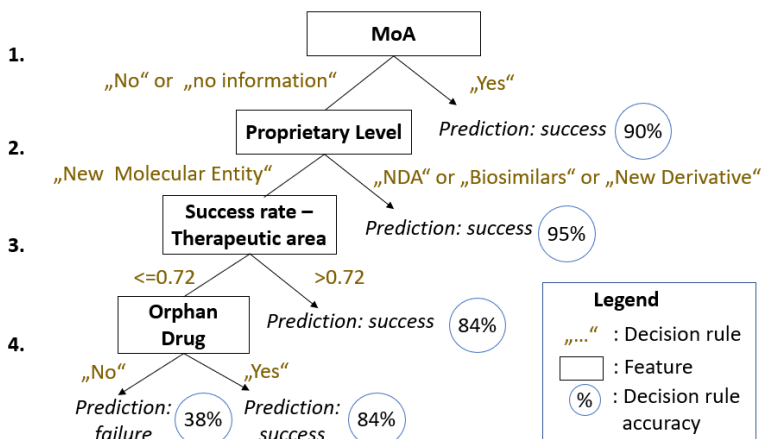 1.
MoA
„No“ or „no information“
„Yes“
Prediction: success
90%
2.
Proprietary Level
„New Molecular Entity“
„NDA“ or „Biosimilars“ or „New Derivative“
Prediction: success
95%
3.
Success rate –
Therapeutic area
<=0.72
>0.72
Prediction: success
84%
4.
Orphan
Drug
„No“
„Yes“
Prediction:
failure
38%
Prediction:
success
84%
Legend
„...“ : Decision rule
: Feature
% : Decision rule
accuracy